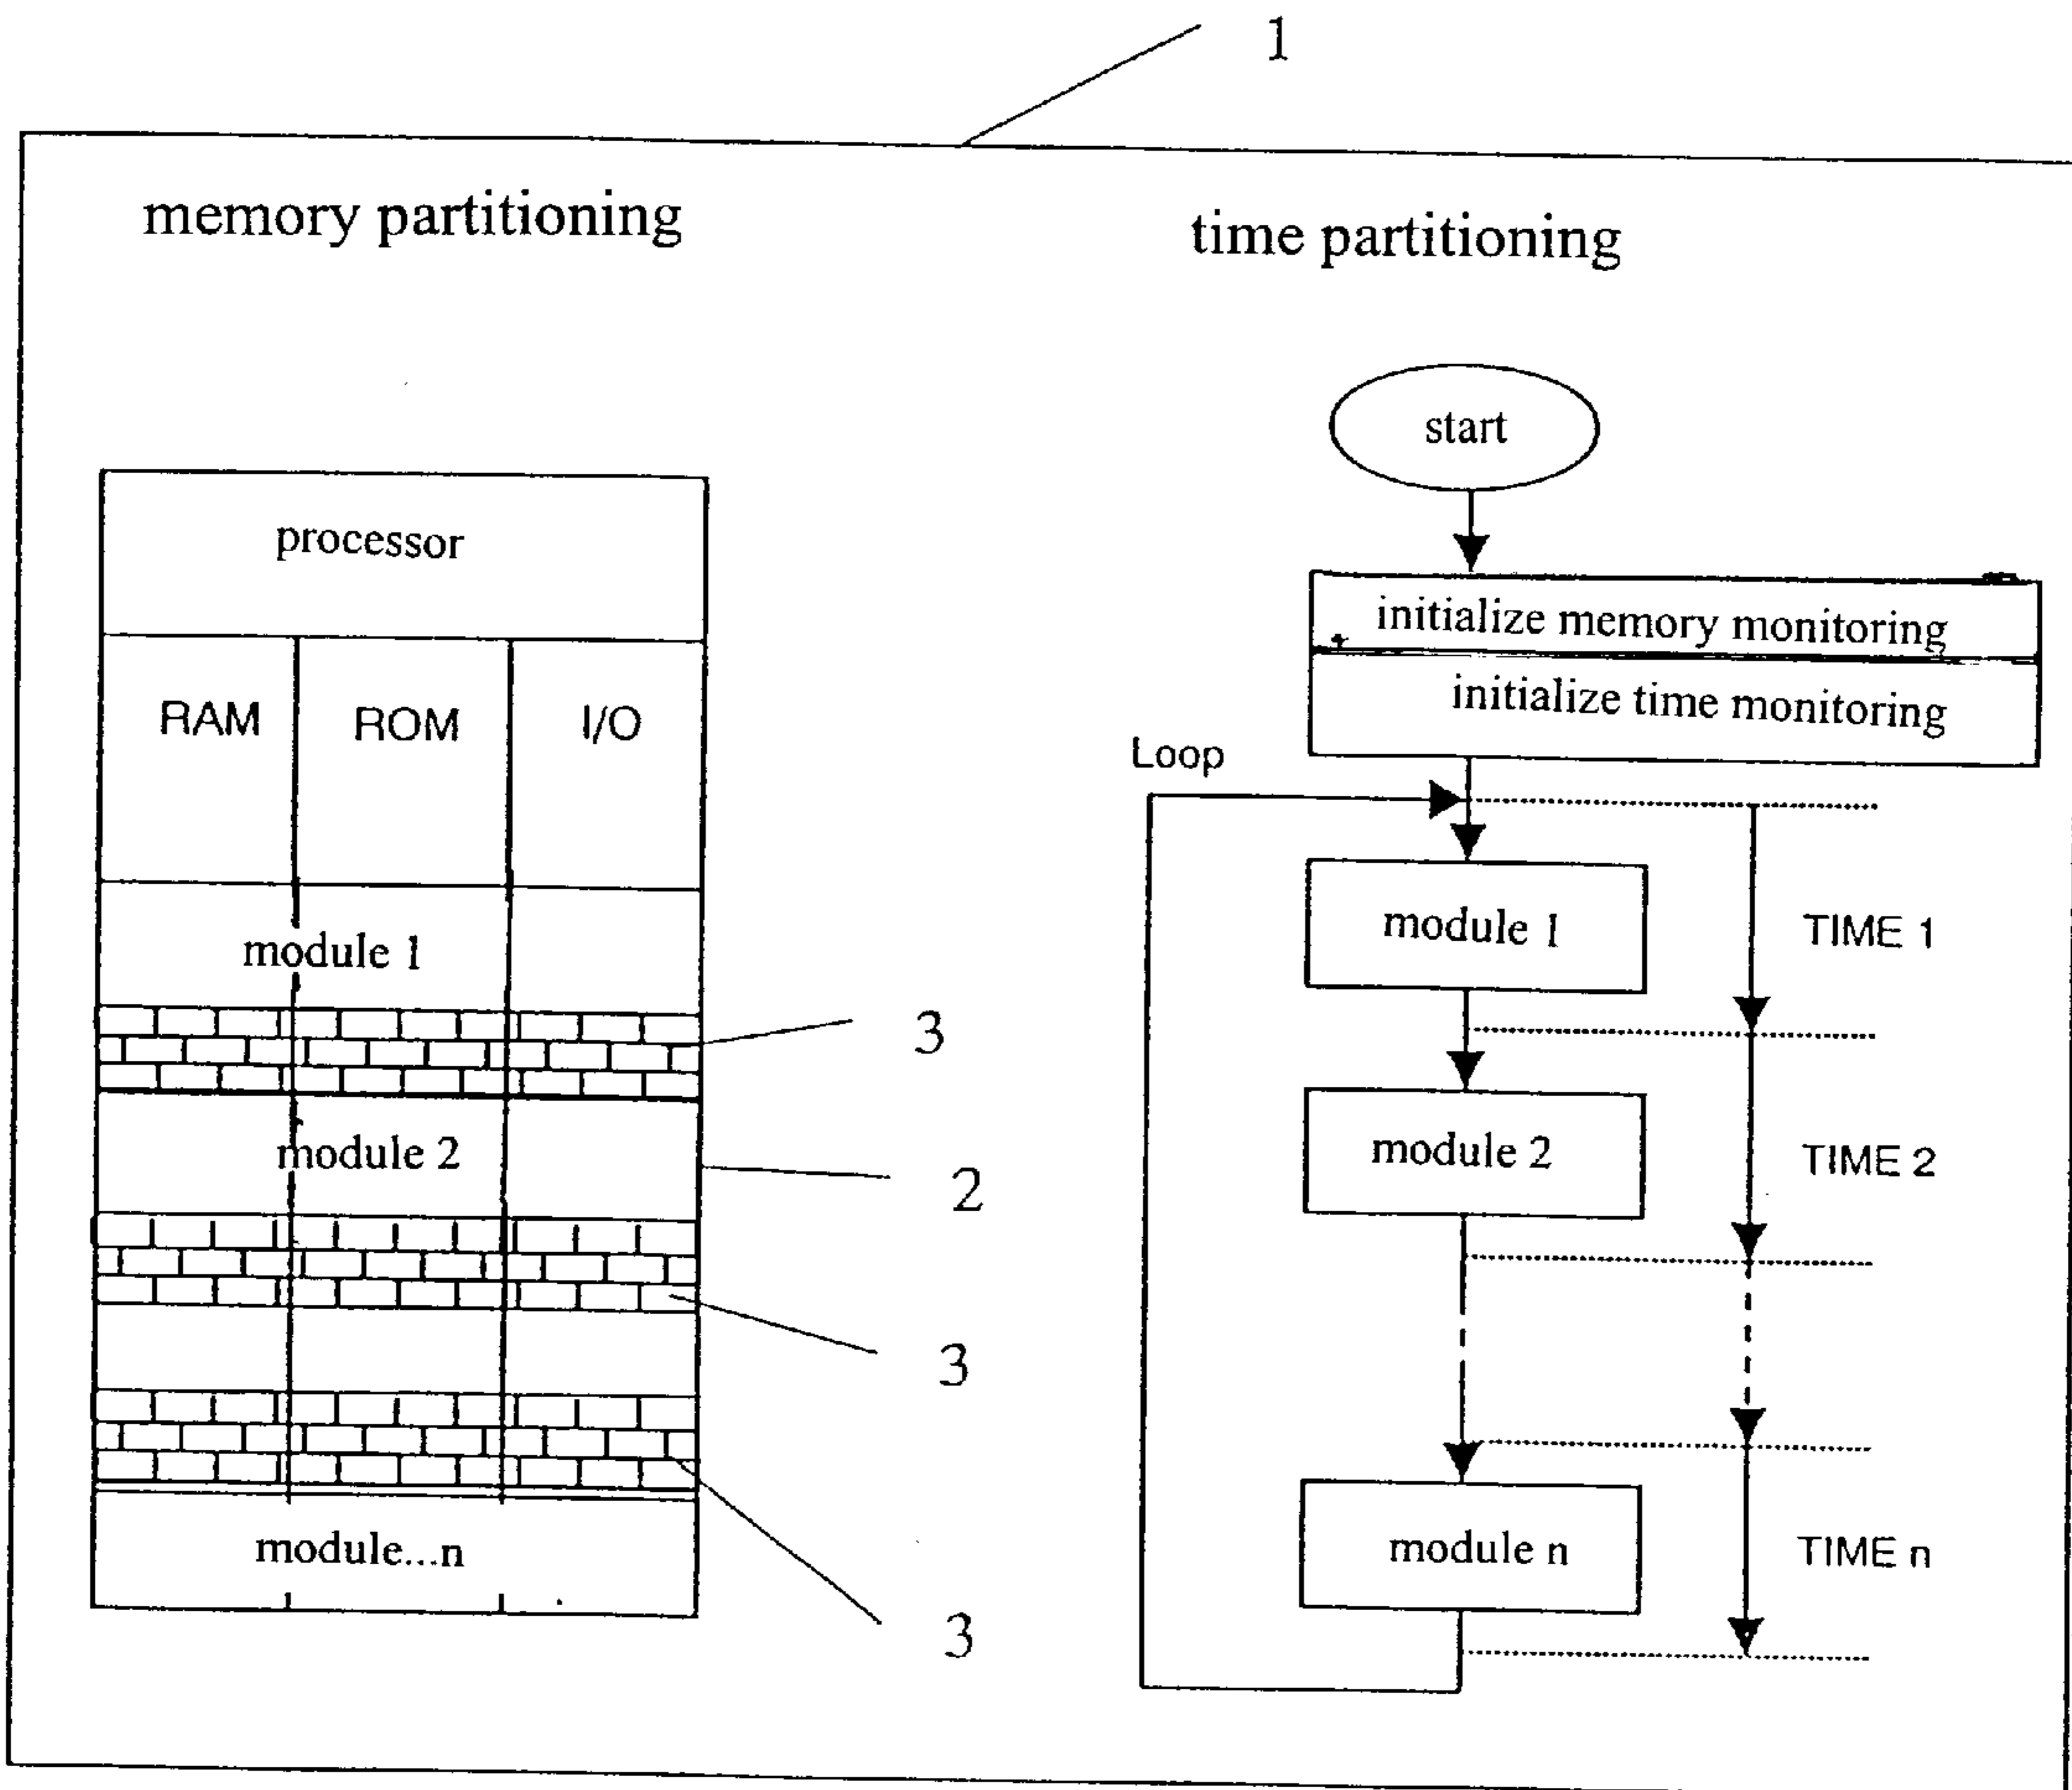 1
memory partitioning
time partitioning
processor
RAM ROM I/O
module 1
3
module 2
2
3
3
module...n
start
initialize memory monitoring
initialize time monitoring
Loop
module 1
TIME 1
module 2
TIME 2
module n
TIME n